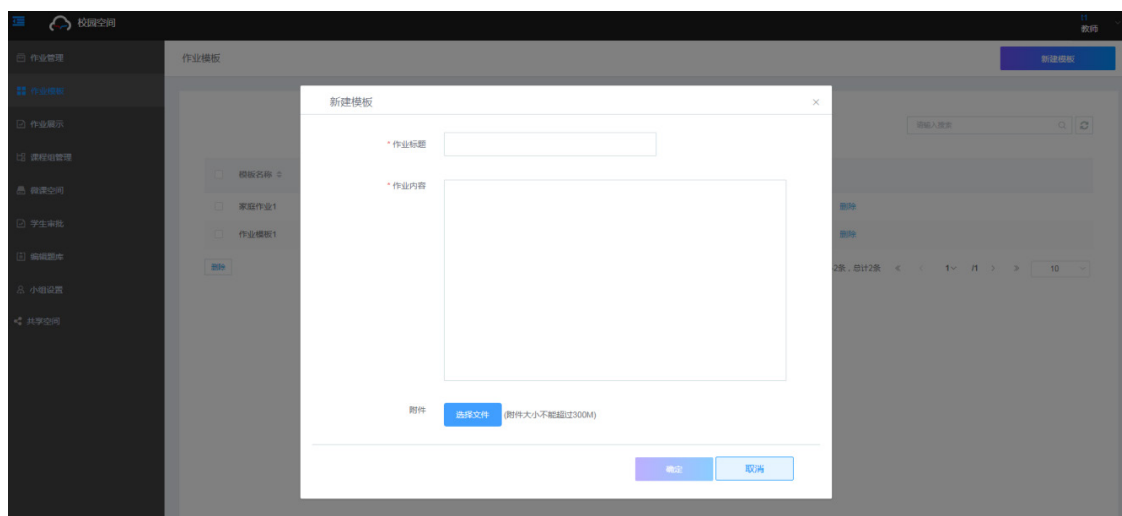 校园空间
t1
教师
作业管理
作业模板
新建模板
作业模板
新建模板
作业展示
请输入搜索
* 作业标题
课程组管理
模板名称
* 作业内容
微课空间
家庭作业1
删除
学生审批
作业模板1
删除
编辑题库
删除
2条，总计2条 « < 1 /1 > » 10
小组设置
共享空间
附件
选择文件
(附件大小不能超过300M)
确定
取消